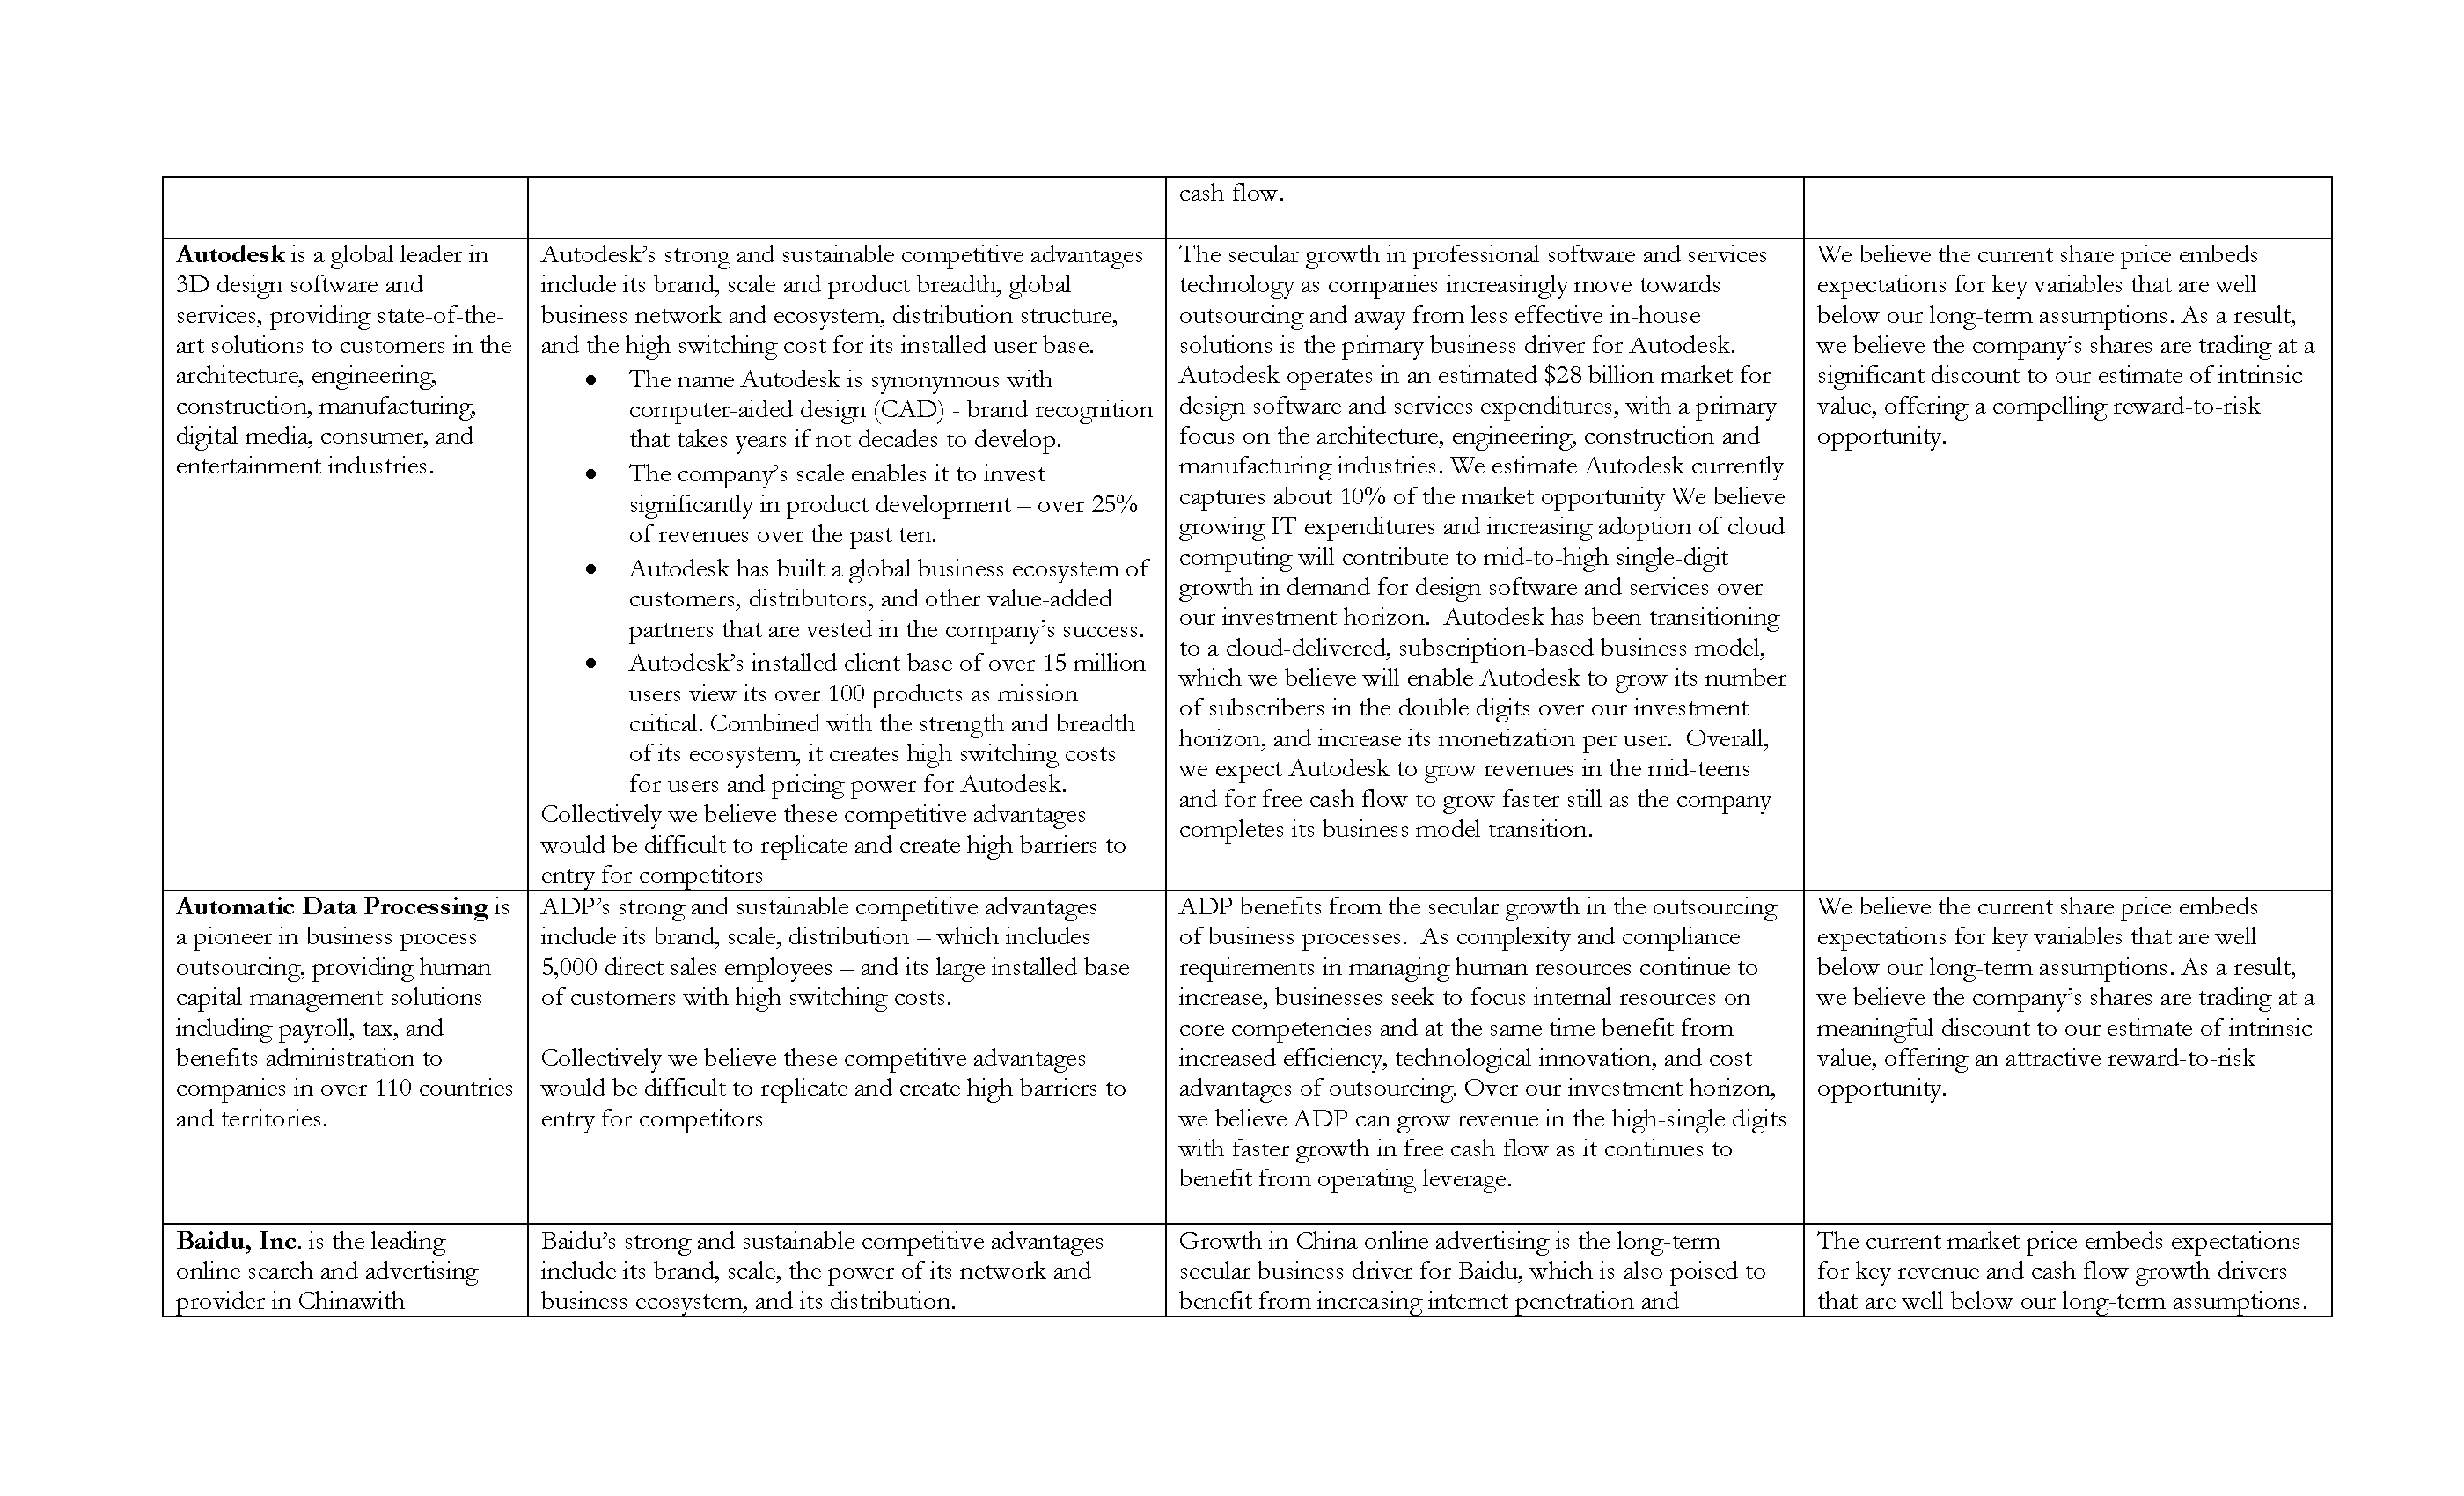 cash flow.
Autodesk is a global leader in
3D design software and
services, providing state-of-the-
art solutions to customers in the
architecture, engineering,
construction, manufacturing,
digital media, consumer, and
entertainment industries.
Autodesk’s strong and sustainable competitive advantages
include its brand, scale and product breadth, global
business network and ecosystem, distribution structure,
and the high switching cost for its installed user base.
• The name Autodesk is synonymous with
computer-aided design (CAD) - brand recognition
that takes years if not decades to develop.
• The company’s scale enables it to invest
significantly in product development – over 25%
of revenues over the past ten.
• Autodesk has built a global business ecosystem of
customers, distributors, and other value-added
partners that are vested in the company’s success.
• Autodesk’s installed client base of over 15 million
users view its over 100 products as mission
critical. Combined with the strength and breadth
of its ecosystem, it creates high switching costs
for users and pricing power for Autodesk.
Collectively we believe these competitive advantages
would be difficult to replicate and create high barriers to
entry for competitors
The secular growth in professional software and services
technology as companies increasingly move towards
outsourcing and away from less effective in-house
solutions is the primary business driver for Autodesk.
Autodesk operates in an estimated $28 billion market for
design software and services expenditures, with a primary
focus on the architecture, engineering, construction and
manufacturing industries. We estimate Autodesk currently
captures about 10% of the market opportunity We believe
growing IT expenditures and increasing adoption of cloud
computing will contribute to mid-to-high single-digit
growth in demand for design software and services over
our investment horizon.  Autodesk has been transitioning
to a cloud-delivered, subscription-based business model,
which we believe will enable Autodesk to grow its number
of subscribers in the double digits over our investment
horizon, and increase its monetization per user.  Overall,
we expect Autodesk to grow revenues in the mid-teens
and for free cash flow to grow faster still as the company
completes its business model transition.
We believe the current share price embeds
expectations for key variables that are well
below our long-term assumptions. As a result,
we believe the company’s shares are trading at a
significant discount to our estimate of intrinsic
value, offering a compelling reward-to-risk
opportunity.
Automatic Data Processing is
a pioneer in business process
outsourcing, providing human
capital management solutions
including payroll, tax, and
benefits administration to
companies in over 110 countries
and territories.
ADP’s strong and sustainable competitive advantages
include its brand, scale, distribution – which includes
5,000 direct sales employees – and its large installed base
of customers with high switching costs.
Collectively we believe these competitive advantages
would be difficult to replicate and create high barriers to
entry for competitors
ADP benefits from the secular growth in the outsourcing
of business processes.  As complexity and compliance
requirements in managing human resources continue to
increase, businesses seek to focus internal resources on
core competencies and at the same time benefit from
increased efficiency, technological innovation, and cost
advantages of outsourcing. Over our investment horizon,
we believe ADP can grow revenue in the high-single digits
with faster growth in free cash flow as it continues to
benefit from operating leverage.
We believe the current share price embeds
expectations for key variables that are well
below our long-term assumptions. As a result,
we believe the company’s shares are trading at a
meaningful discount to our estimate of intrinsic
value, offering an attractive reward-to-risk
opportunity.
Baidu, Inc. is the leading
online search and advertising
provider in Chinawith
Baidu’s strong and sustainable competitive advantages
include its brand, scale, the power of its network and
business ecosystem, and its distribution.
Growth in China online advertising is the long-term
secular business driver for Baidu, which is also poised to
benefit from increasing internet penetration and
The current market price embeds expectations
for key revenue and cash flow growth drivers
that are well below our long-term assumptions.